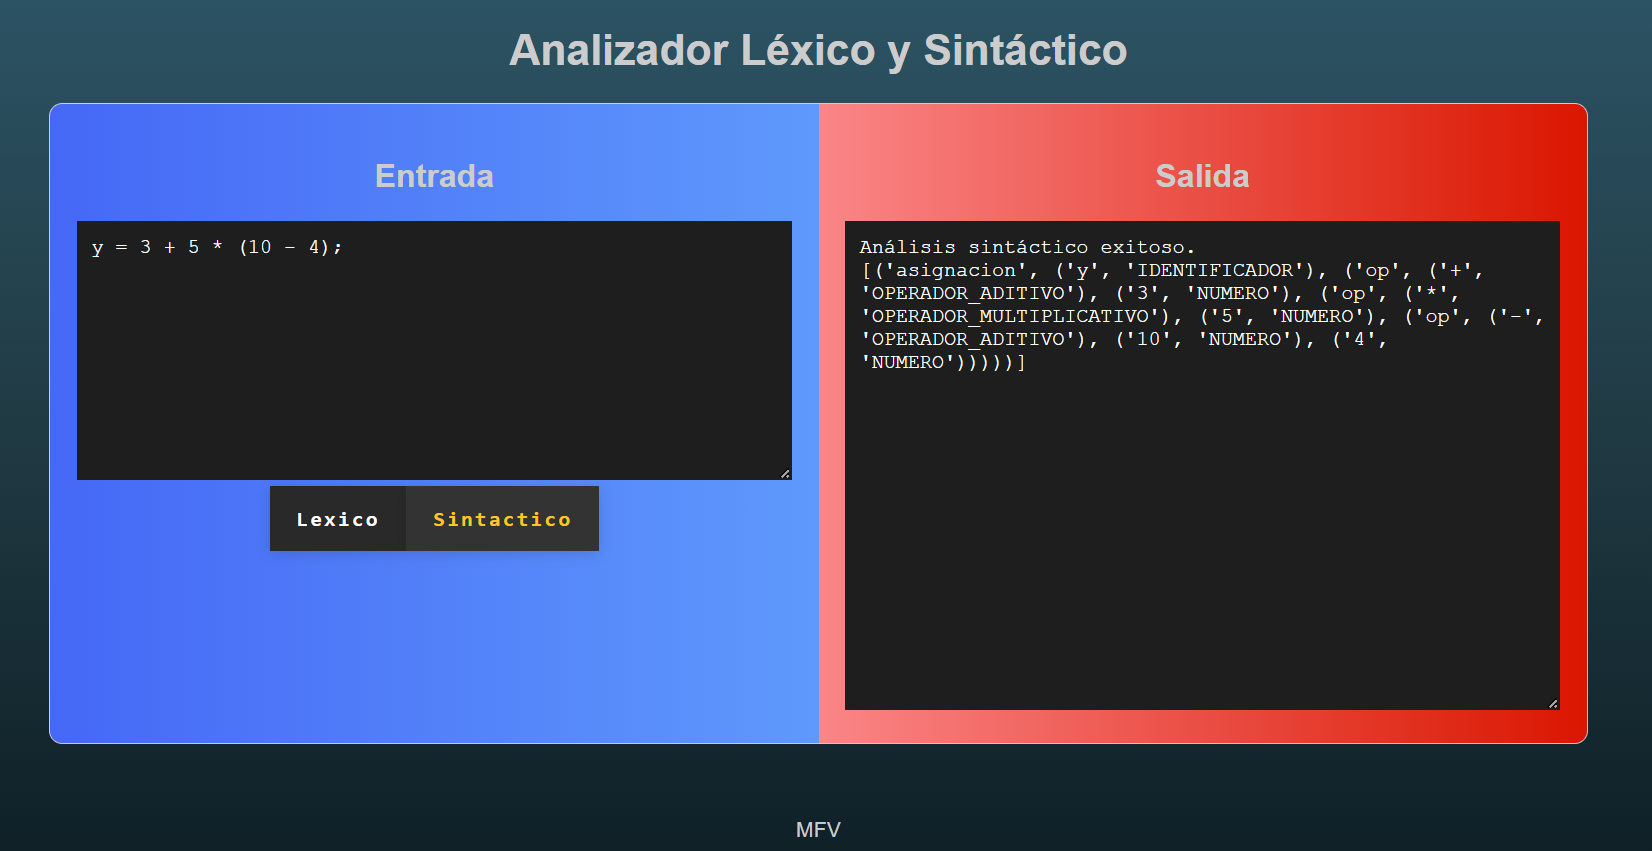 Analizador Léxico y Sintáctico
Entrada
y = 3 + 5 * (10 - 4);
Lexico
Sintactico
Salida
Análisis sintáctico exitoso.
[('asignacion', ('y', 'IDENTIFICADOR'), ('op', ('+',
'OPERADOR_ADITIVO'), ('3', 'NUMERO'), ('op', ('*',
'OPERADOR_MULTIPLICATIVO'), ('5', 'NUMERO'), ('op', ('-',
'OPERADOR_ADITIVO'), ('10', 'NUMERO'), ('4',
'NUMERO')))))]
MFV